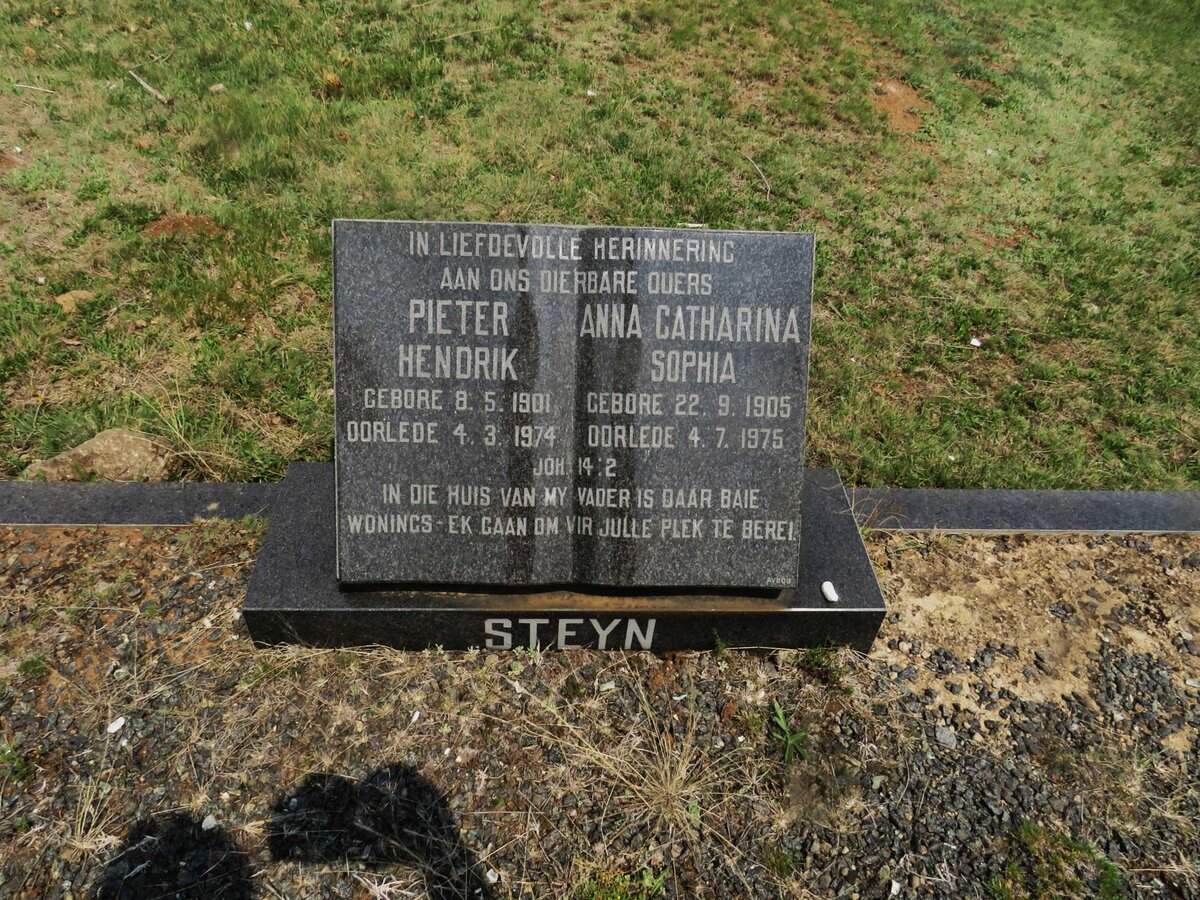 IN LIEFDEVOLLE HERINNERING
AAN ONS DIERBARE OUERS
PIETER
HENDRIK
GEBORE 8. 5. 1901
OORLEDE 4. 3. 1974
ANNA CATHARINA
SOPHIA
GEBORE 22. 9. 1905
OORLEDE 4. 7. 1975
JOH. 14:2
IN DIE HUIS VAN MY VADER IS DAAR BAIE
WONINGS - EK GAAN OM VIR JULLE PLEK TE BEREI.
AVBOB
STEYN